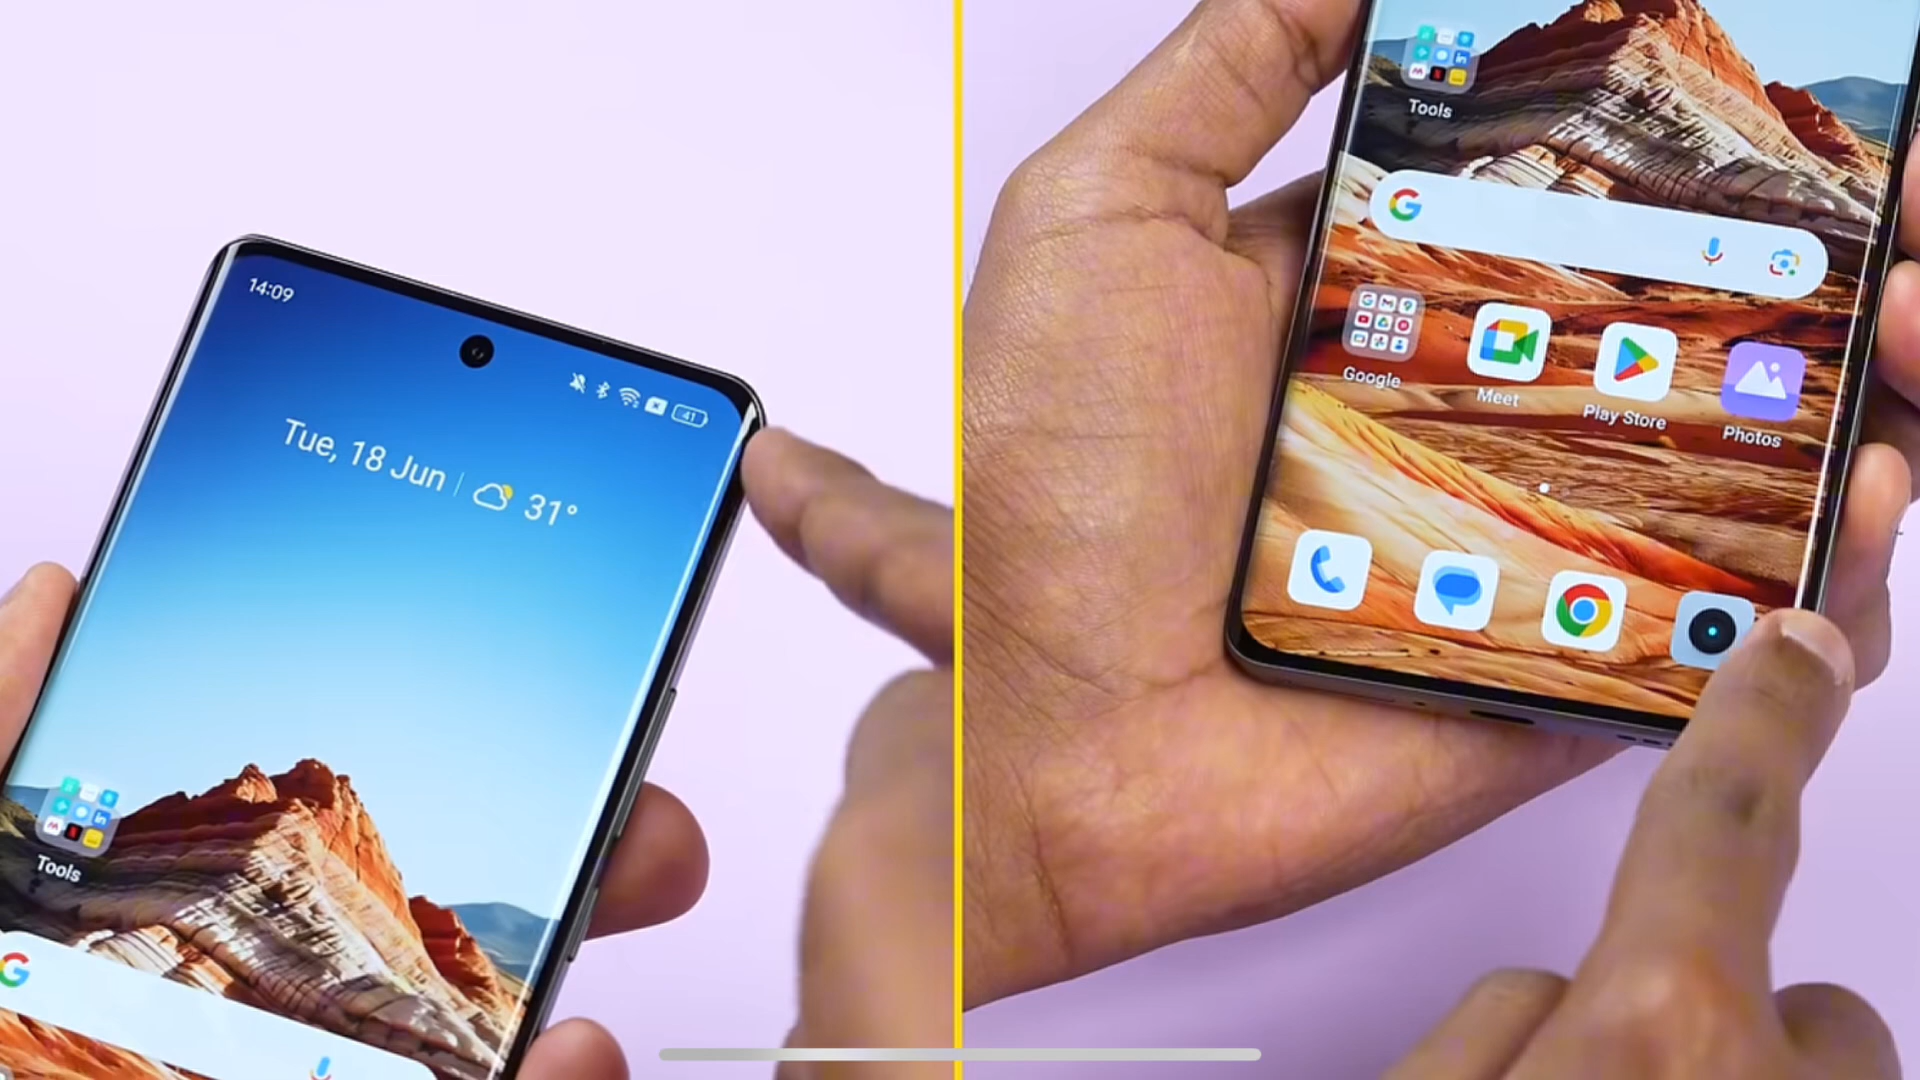 14:09
41
Tue, 18 Jun | 31°
Tools
G
Tools
G
Google
Meet
Play Store
Photos